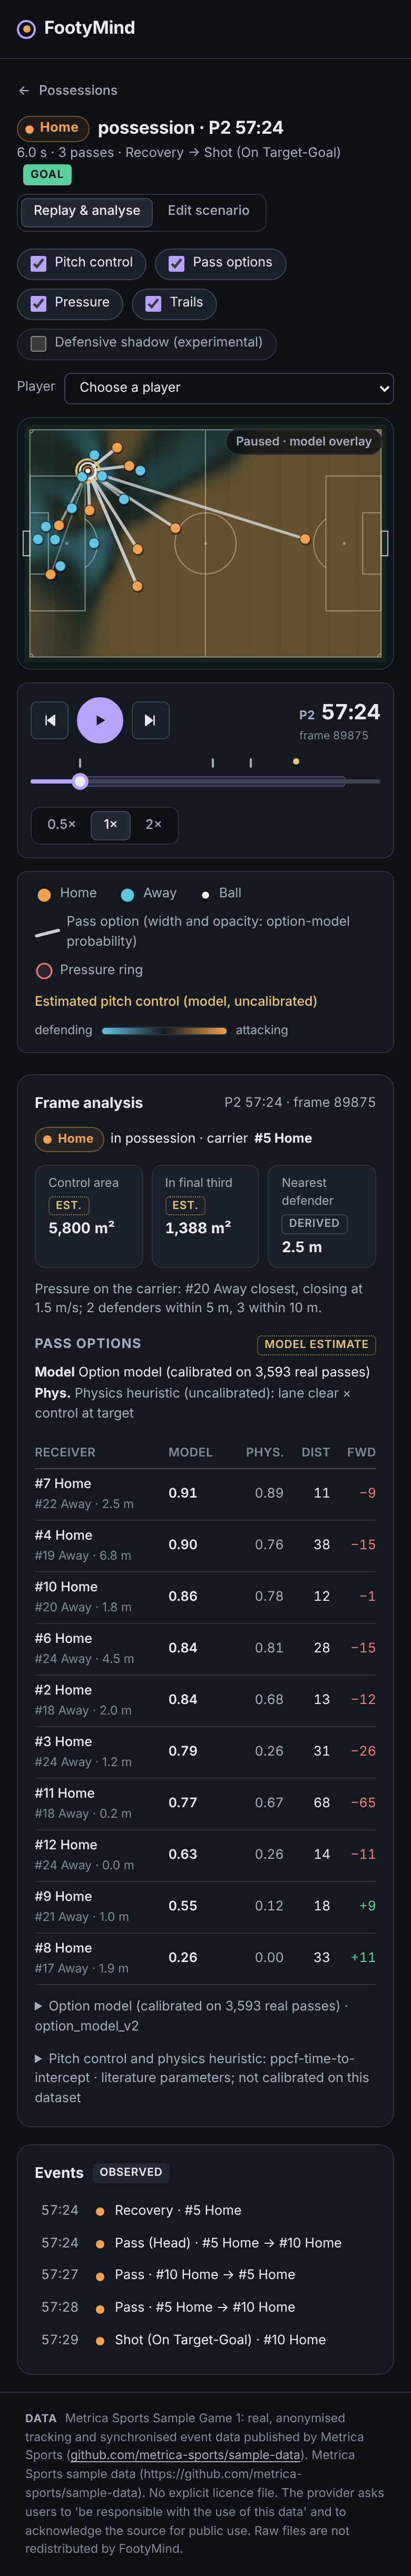 FootyMind
← Possessions
Home possession · P2 57:24
6.0 s · 3 passes · Recovery → Shot (On Target-Goal)
GOAL
Replay & analyse Edit scenario
Pitch control Pass options
Pressure Trails
Defensive shadow (experimental)
Player Choose a player
Paused · model overlay
P2 57:24
frame 89875
0.5× 1× 2×
Home Away Ball
Pass option (width and opacity: option-model
probability)
Pressure ring
Estimated pitch control (model, uncalibrated)
defending attacking
Frame analysis P2 57:24 · frame 89875
Home in possession · carrier #5 Home
Control area
EST.
5,800 m²
In final third
EST.
1,388 m²
Nearest
defender
DERIVED
2.5 m
Pressure on the carrier: #20 Away closest, closing at
1.5 m/s; 2 defenders within 5 m, 3 within 10 m.
PASS OPTIONS MODEL ESTIMATE
Model Option model (calibrated on 3,593 real passes)
Phys. Physics heuristic (uncalibrated): lane clear ×
control at target
RECEIVER MODEL PHYS. DIST FWD
#7 Home 0.91 0.89 11 −9
#22 Away · 2.5 m
#4 Home 0.90 0.76 38 −15
#19 Away · 6.8 m
#10 Home 0.86 0.78 12 −1
#20 Away · 1.8 m
#6 Home 0.84 0.81 28 −15
#24 Away · 4.5 m
#2 Home 0.84 0.68 13 −12
#18 Away · 2.0 m
#3 Home 0.79 0.26 31 −26
#24 Away · 1.2 m
#11 Home 0.77 0.67 68 −65
#18 Away · 0.2 m
#12 Home 0.63 0.26 14 −11
#24 Away · 0.0 m
#9 Home 0.55 0.12 18 +9
#21 Away · 1.0 m
#8 Home 0.26 0.00 33 +11
#17 Away · 1.9 m
▶ Option model (calibrated on 3,593 real passes) ·
option_model_v2
▶ Pitch control and physics heuristic: ppcf-time-to-
intercept · literature parameters; not calibrated on this
dataset
Events OBSERVED
57:24 Recovery · #5 Home
57:24 Pass (Head) · #5 Home → #10 Home
57:27 Pass · #10 Home → #5 Home
57:28 Pass · #5 Home → #10 Home
57:29 Shot (On Target-Goal) · #10 Home
DATA Metrica Sports Sample Game 1: real, anonymised
tracking and synchronised event data published by Metrica
Sports (github.com/metrica-sports/sample-data). Metrica
Sports sample data (https://github.com/metrica-
sports/sample-data). No explicit licence file. The provider asks
users to 'be responsible with the use of this data' and to
acknowledge the source for public use. Raw files are not
redistributed by FootyMind.